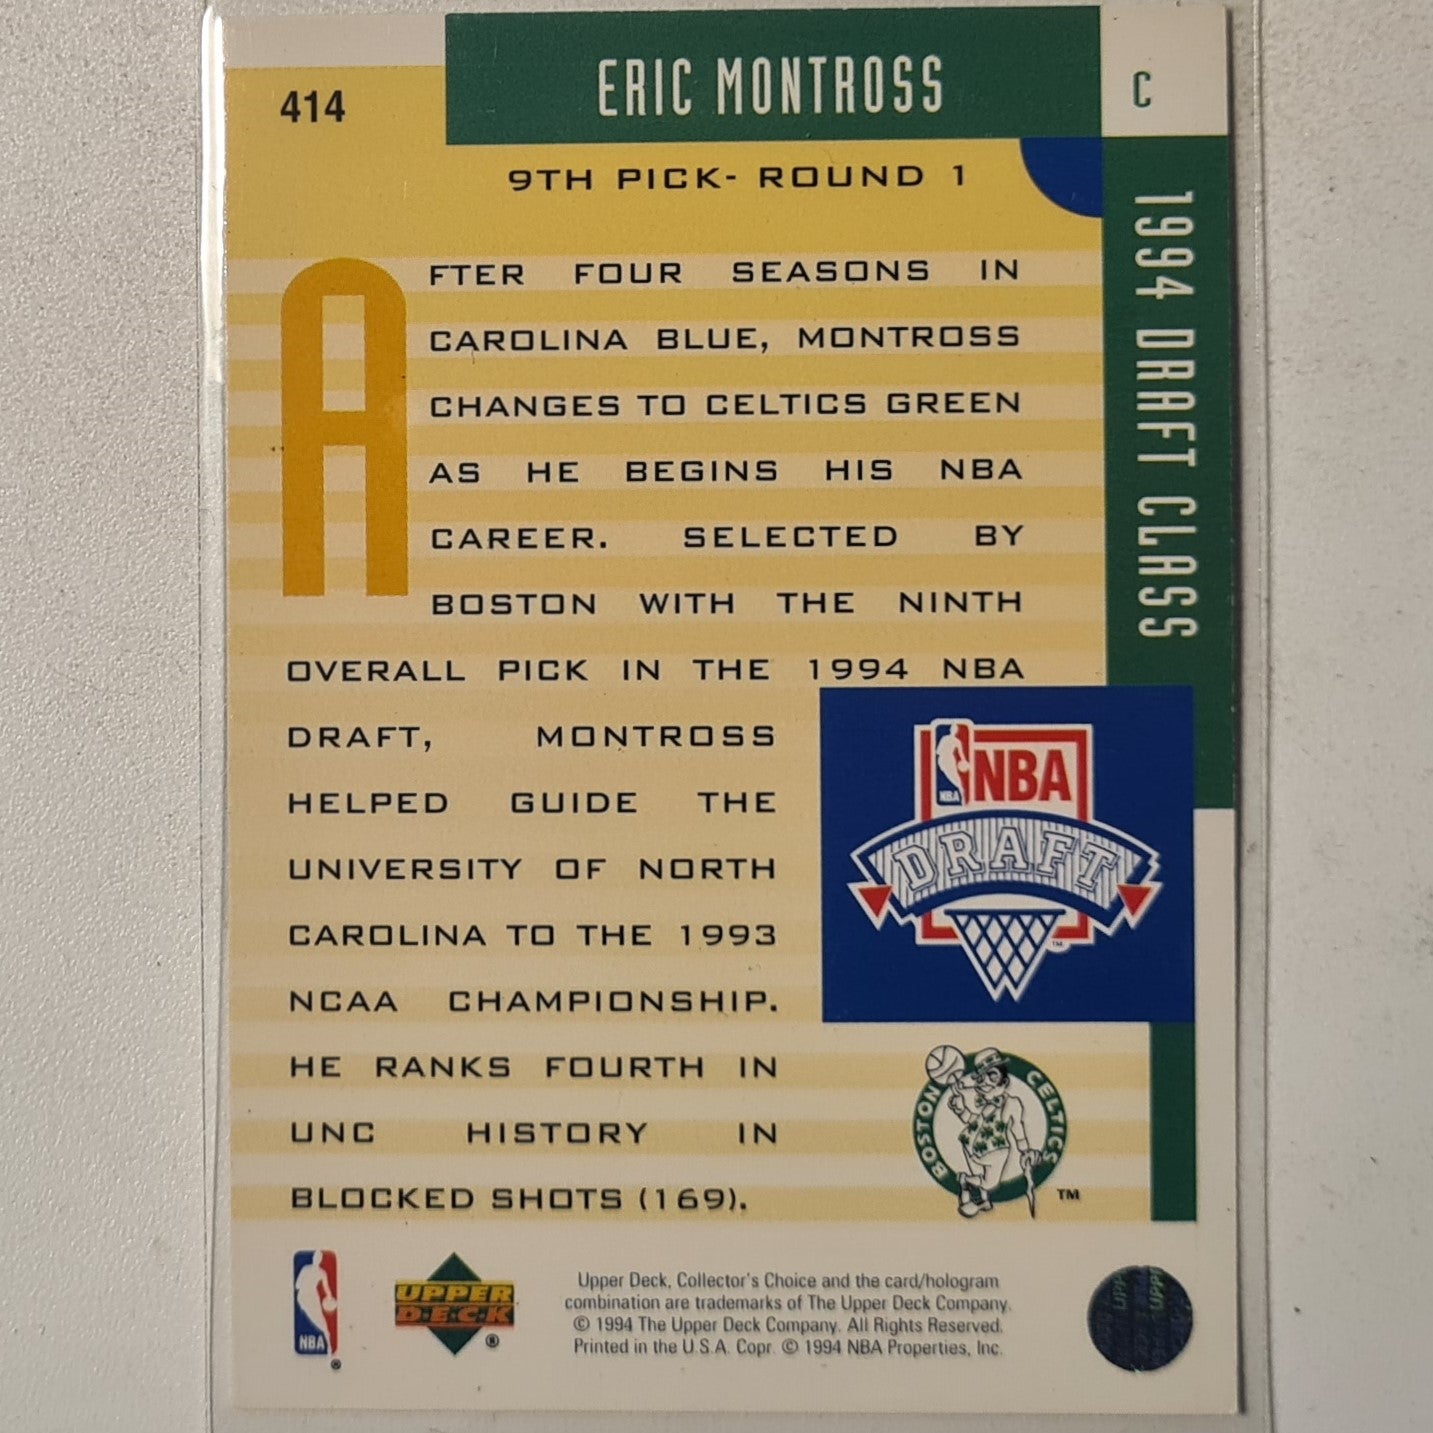 414
ERIC MONTROSS
C
9TH PICK- ROUND 1
1994 DRAFT CLASS
AFTER FOUR SEASONS IN
CAROLINA BLUE, MONTROSS
CHANGES TO CELTICS GREEN
AS HE BEGINS HIS NBA
CAREER. SELECTED BY
BOSTON WITH THE NINTH
OVERALL PICK IN THE 1994 NBA
DRAFT, MONTROSS
HELPED GUIDE THE
UNIVERSITY OF NORTH
CAROLINA TO THE 1993
NCAA CHAMPIONSHIP.
HE RANKS FOURTH IN
UNC HISTORY IN
BLOCKED SHOTS (169).
NBA
NBA
DRAFT
TM
BOSTON CELTICS
TM
NBA
®
UPPER
D·E·C·K
®
Upper Deck, Collector's Choice and the card/hologram
combination are trademarks of The Upper Deck Company.
© 1994 The Upper Deck Company. All Rights Reserved.
Printed in the U.S.A. Copr. © 1994 NBA Properties, Inc.